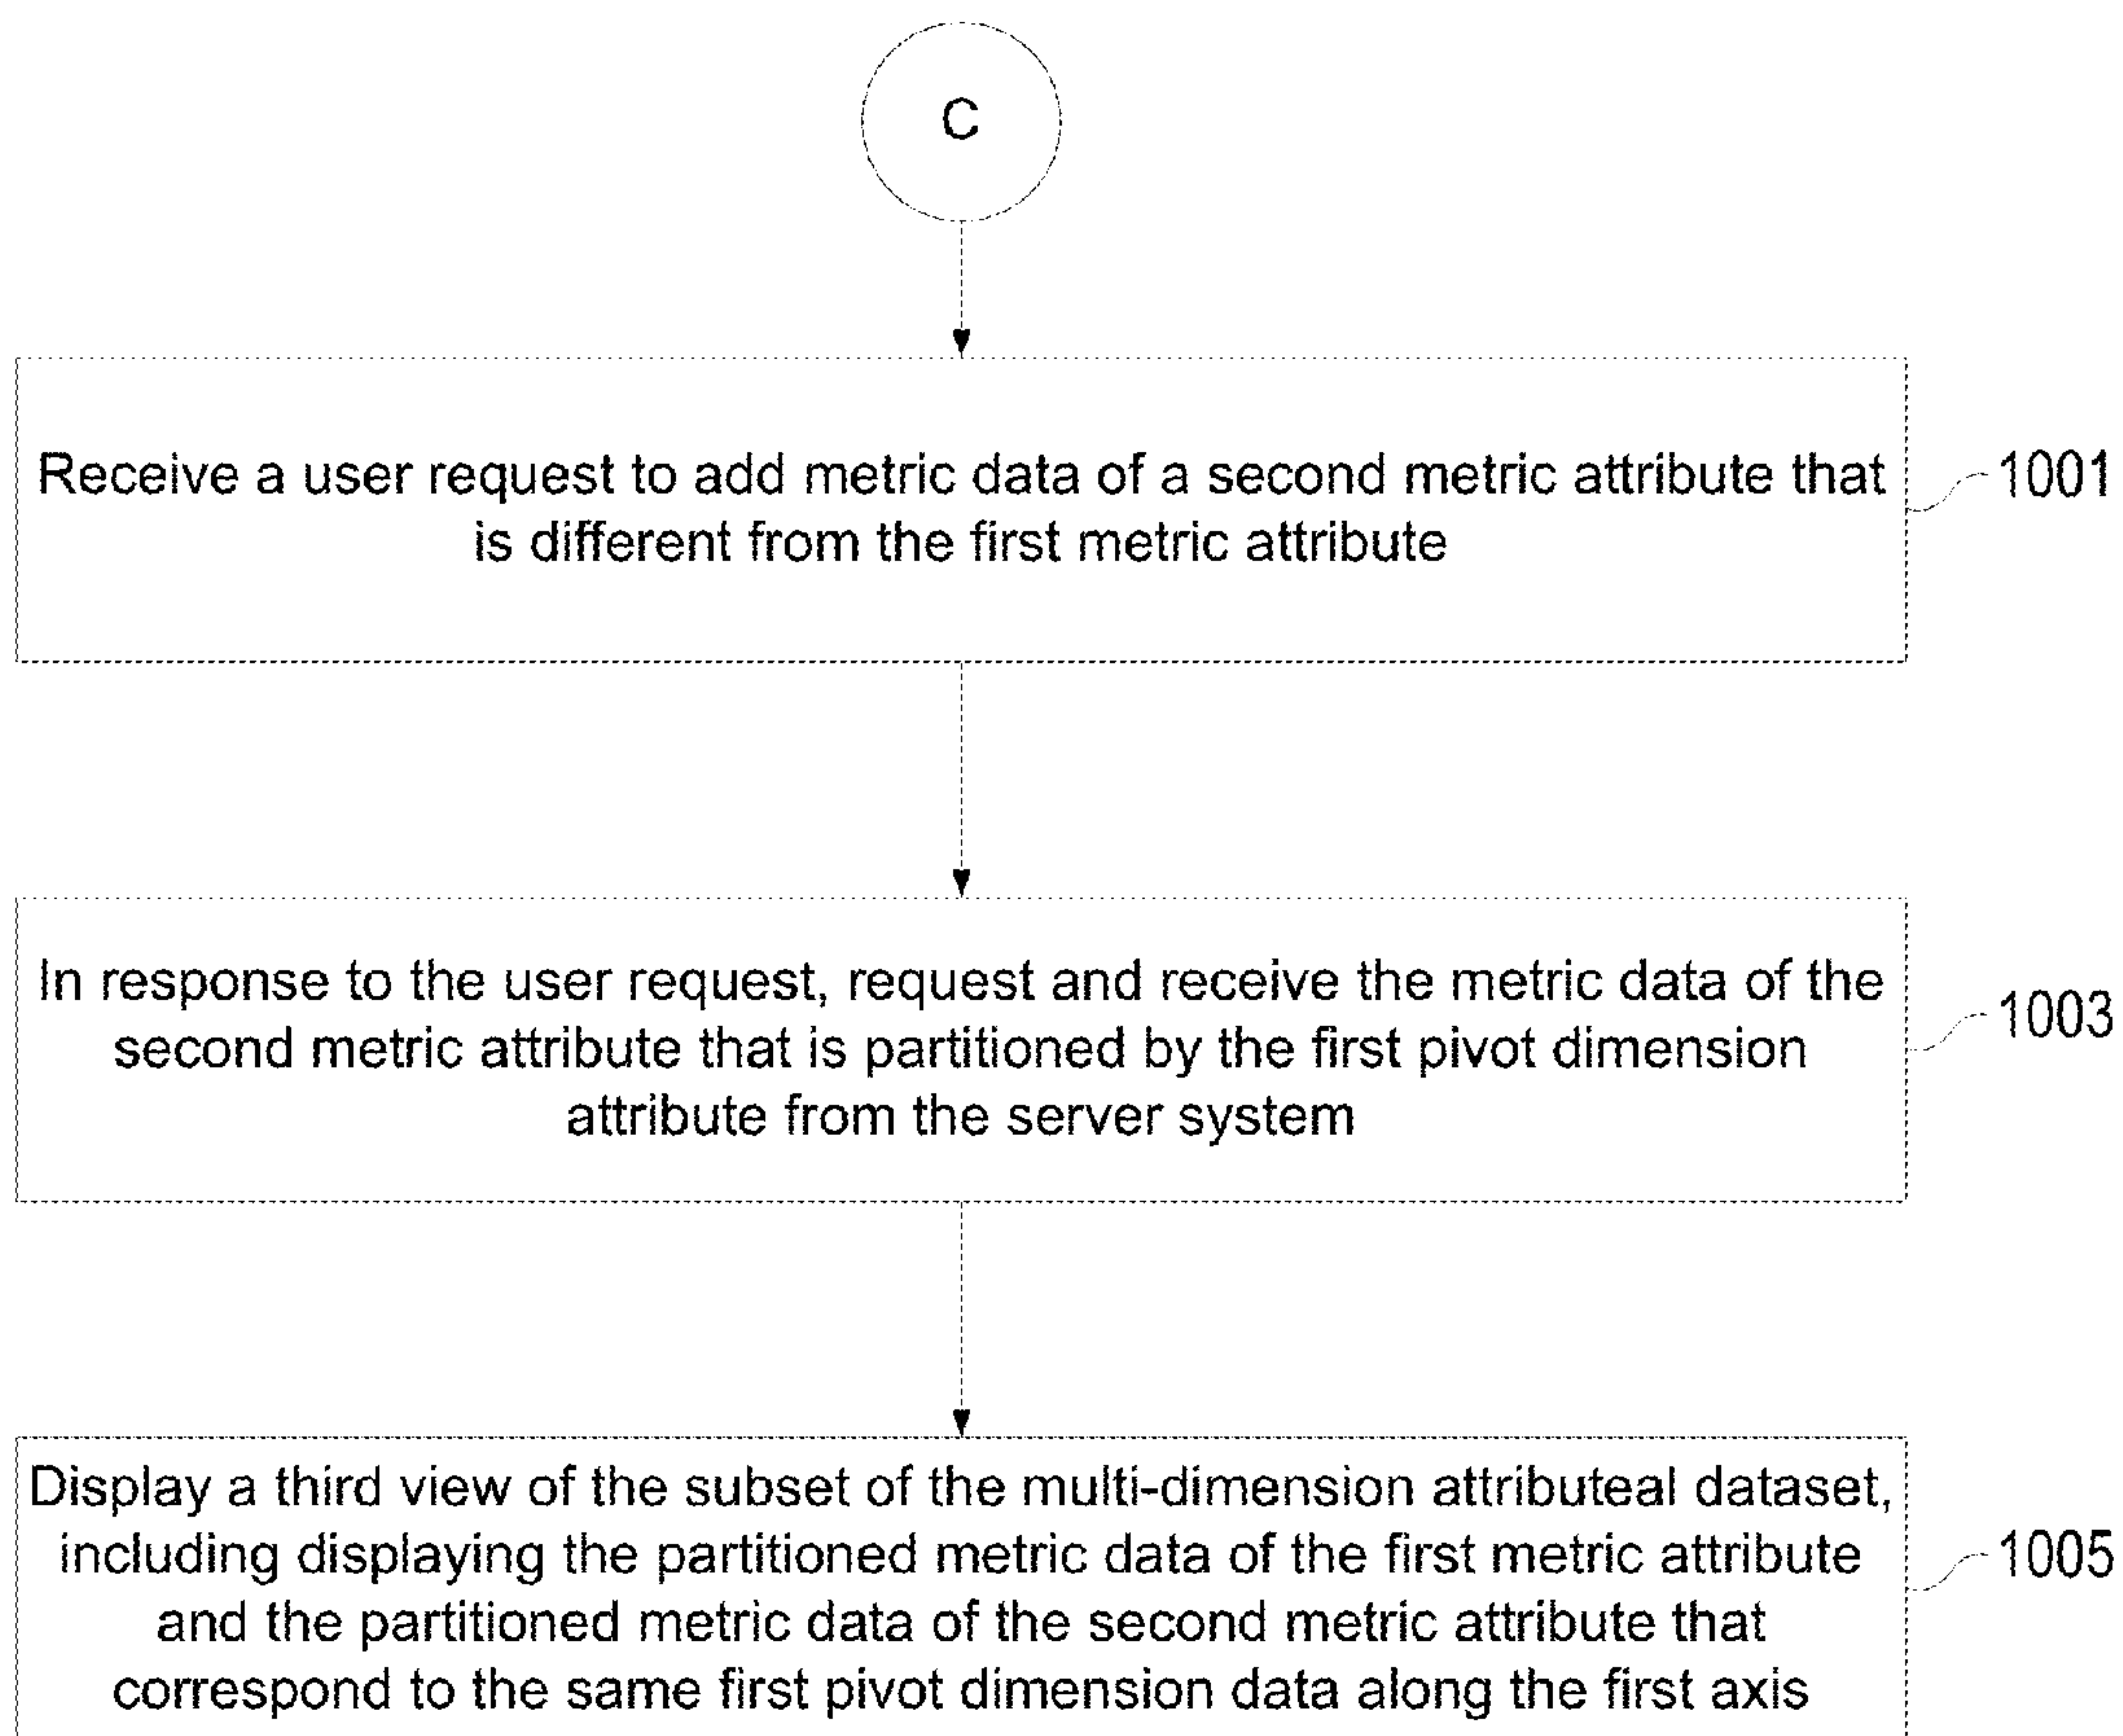 C
Receive a user request to add metric data of a second metric attribute that
is different from the first metric attribute
1001
In response to the user request, request and receive the metric data of the
second metric attribute that is partitioned by the first pivot dimension
attribute from the server system
1003
Display a third view of the subset of the multi-dimension attributeal dataset,
including displaying the partitioned metric data of the first metric attribute
and the partitioned metric data of the second metric attribute that
correspond to the same first pivot dimension data along the first axis
1005